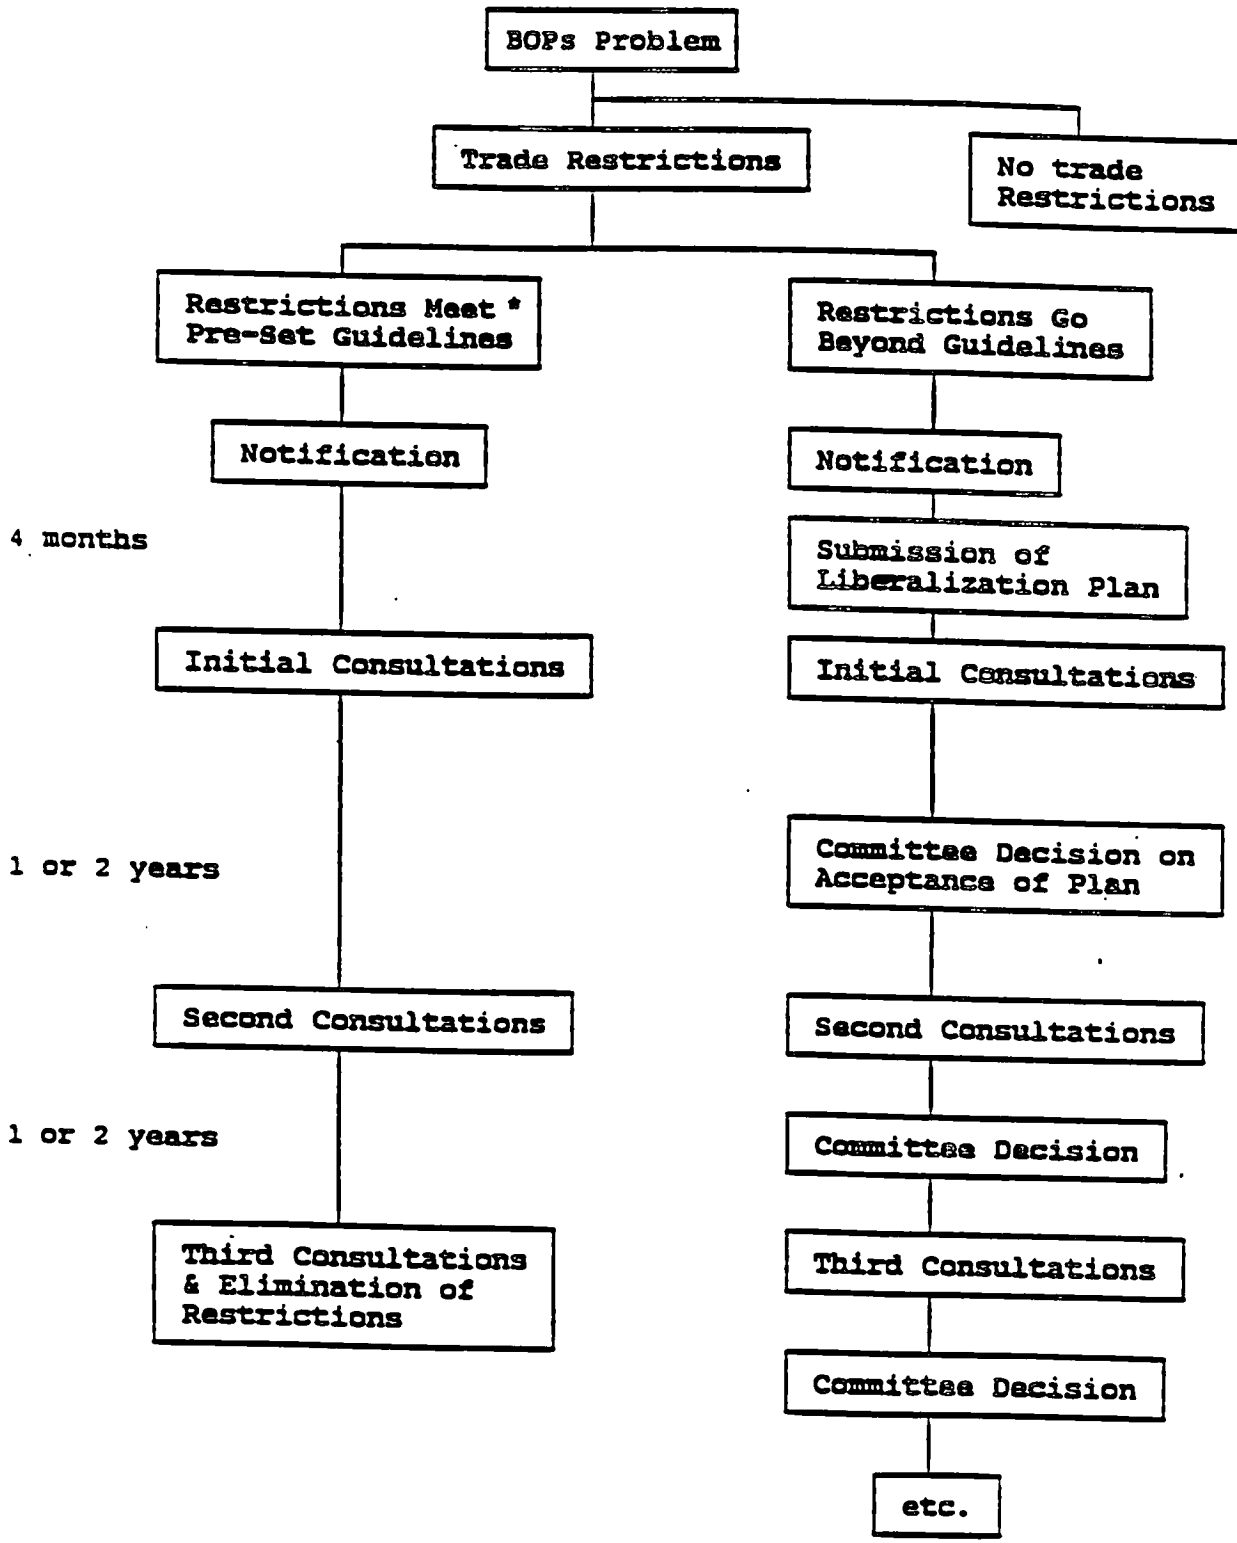 BOPs Problem
Trade Restrictions
No trade
Restrictions
Restrictions Meet *
Pre-Set Guidelines
Restrictions Go
Beyond Guidelines
Notification
Notification
4 months
Submission of
Liberalization Plan
Initial Consultations
Initial Consultations
1 or 2 years
Committee Decision on
Acceptance of Plan
Second Consultations
Second Consultations
1 or 2 years
Committee Decision
Third Consultations
& Elimination of
Restrictions
Third Consultations
Committee Decision
etc.